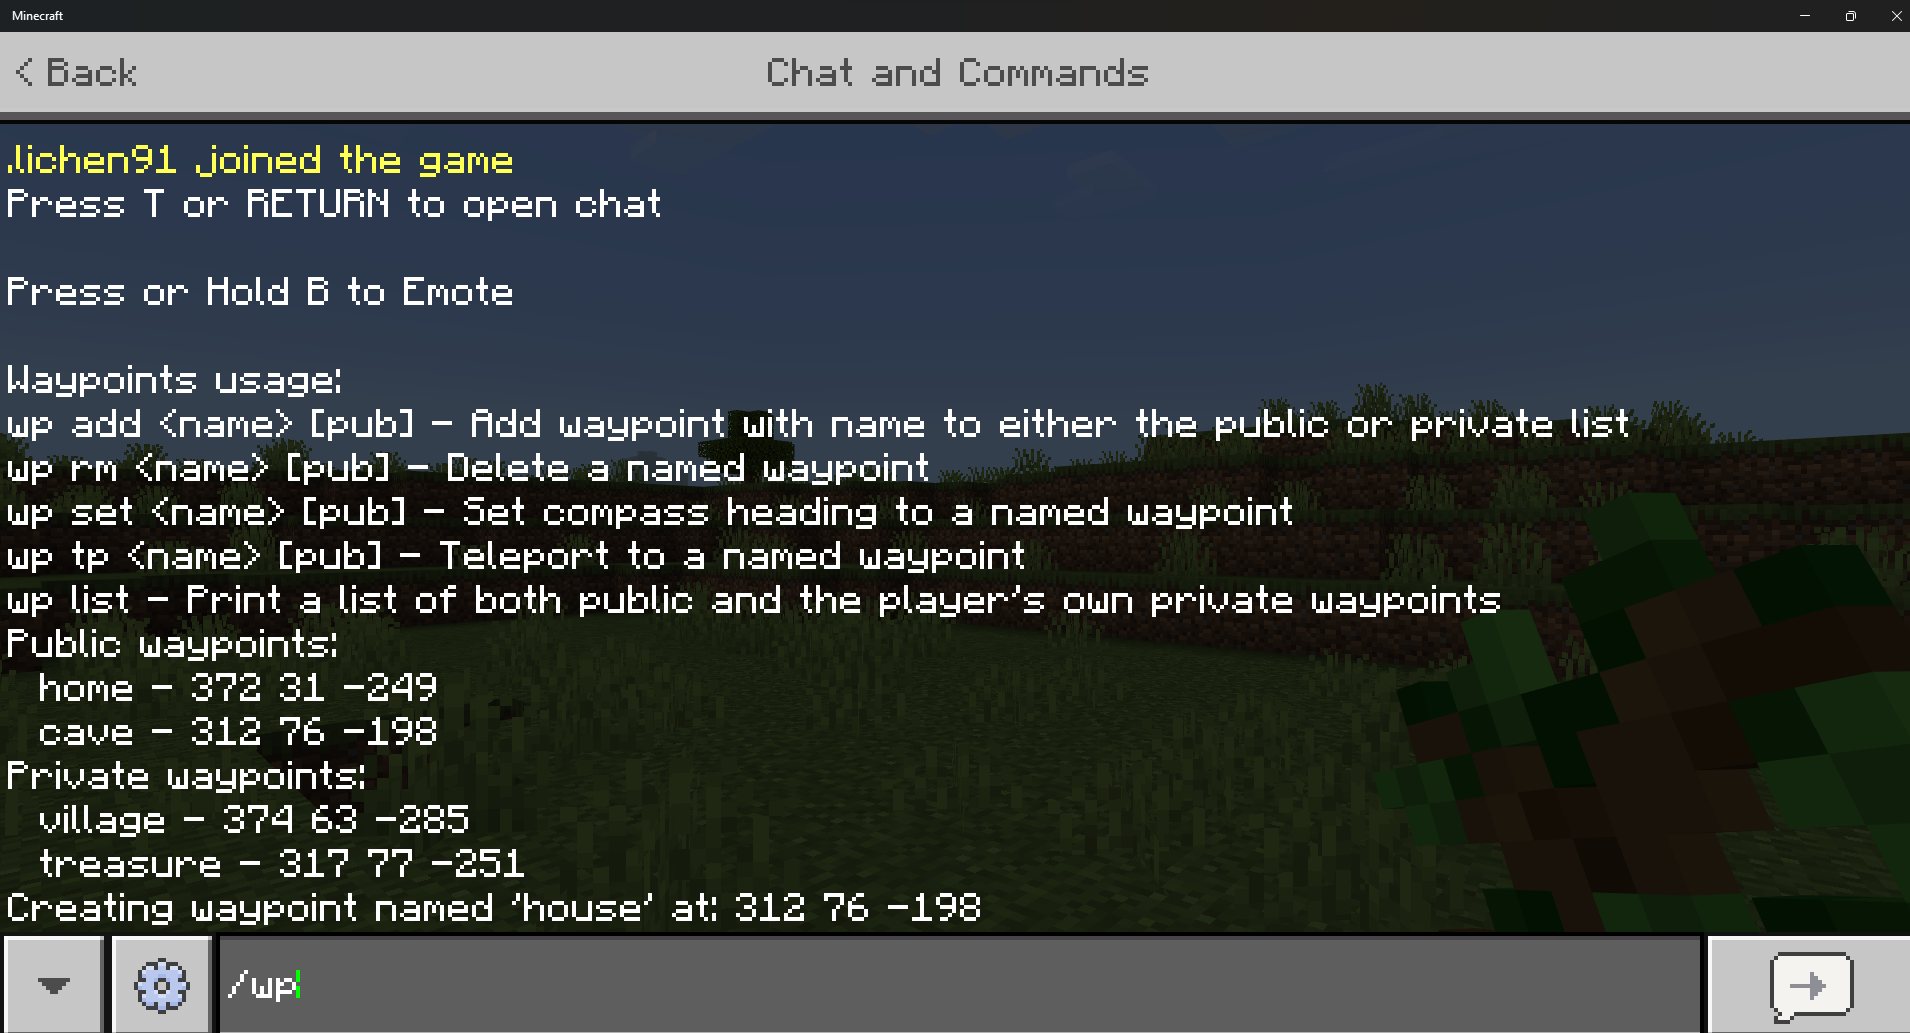 Minecraft
< Back
Chat and Commands
.lichen91 joined the game
Press T or RETURN to open chat
Press or Hold B to Emote
Waypoints usage:
wp add <name> [pub] - Add waypoint with name to either the public or private list
wp rm <name> [pub] - Delete a named waypoint
wp set <name> [pub] - Set compass heading to a named waypoint
wp tp <name> [pub] - Teleport to a named waypoint
wp list - Print a list of both public and the player's own private waypoints
Public waypoints:
home - 372 31 -249
cave - 312 76 -198
Private waypoints:
village - 374 63 -285
treasure - 317 77 -251
Creating waypoint named 'house' at: 312 76 -198
/wp